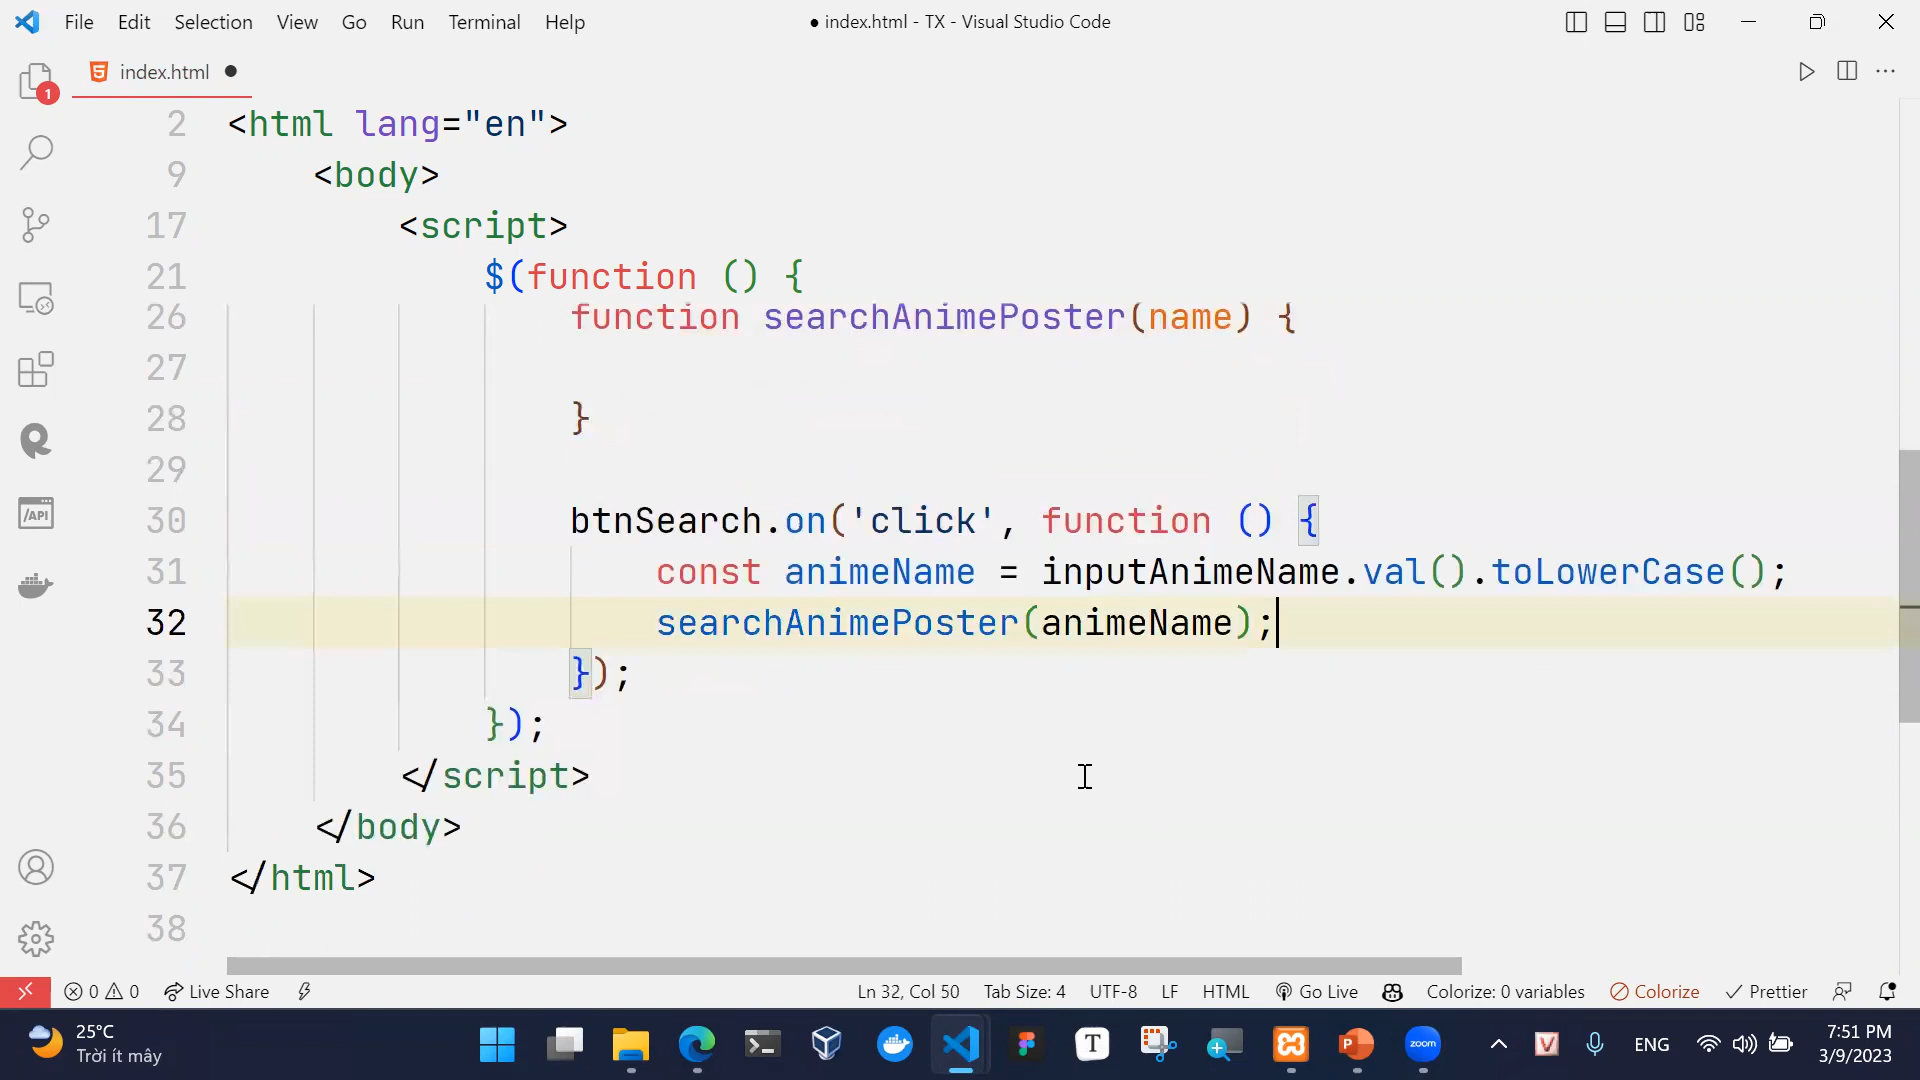 File Edit Selection View Go Run Terminal Help ● index.html - TX - Visual Studio Code
index.html ●
1
2 <html lang="en">
9 <body>
17 <script>
21 $(function () {
26 function searchAnimePoster(name) {
27
28 }
29
30 btnSearch.on('click', function () {
31 const animeName = inputAnimeName.val().toLowerCase();
32 searchAnimePoster(animeName);
33 });
34 });
35 </script>
36 </body>
37 </html>
38
/API
0 0 Live Share Ln 32, Col 50 Tab Size: 4 UTF-8 LF HTML Go Live Colorize: 0 variables Colorize Prettier
25°C
Trời ít mây
T
zoom
V
ENG
7:51 PM
3/9/2023